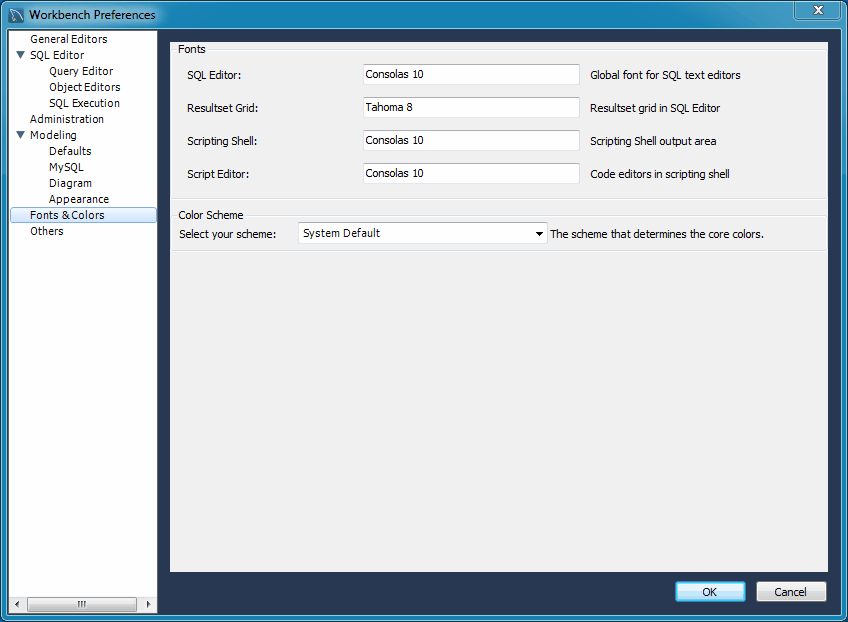 Workbench Preferences
General Editors
SQL Editor
Query Editor
Object Editors
SQL Execution
Administration
Modeling
Defaults
MySQL
Diagram
Appearance
Fonts & Colors
Others
Fonts
SQL Editor: Consolas 10 Global font for SQL text editors
Resultset Grid: Tahoma 8 Resultset grid in SQL Editor
Scripting Shell: Consolas 10 Scripting Shell output area
Script Editor: Consolas 10 Code editors in scripting shell
Color Scheme
Select your scheme: System Default The scheme that determines the core colors.
OK Cancel